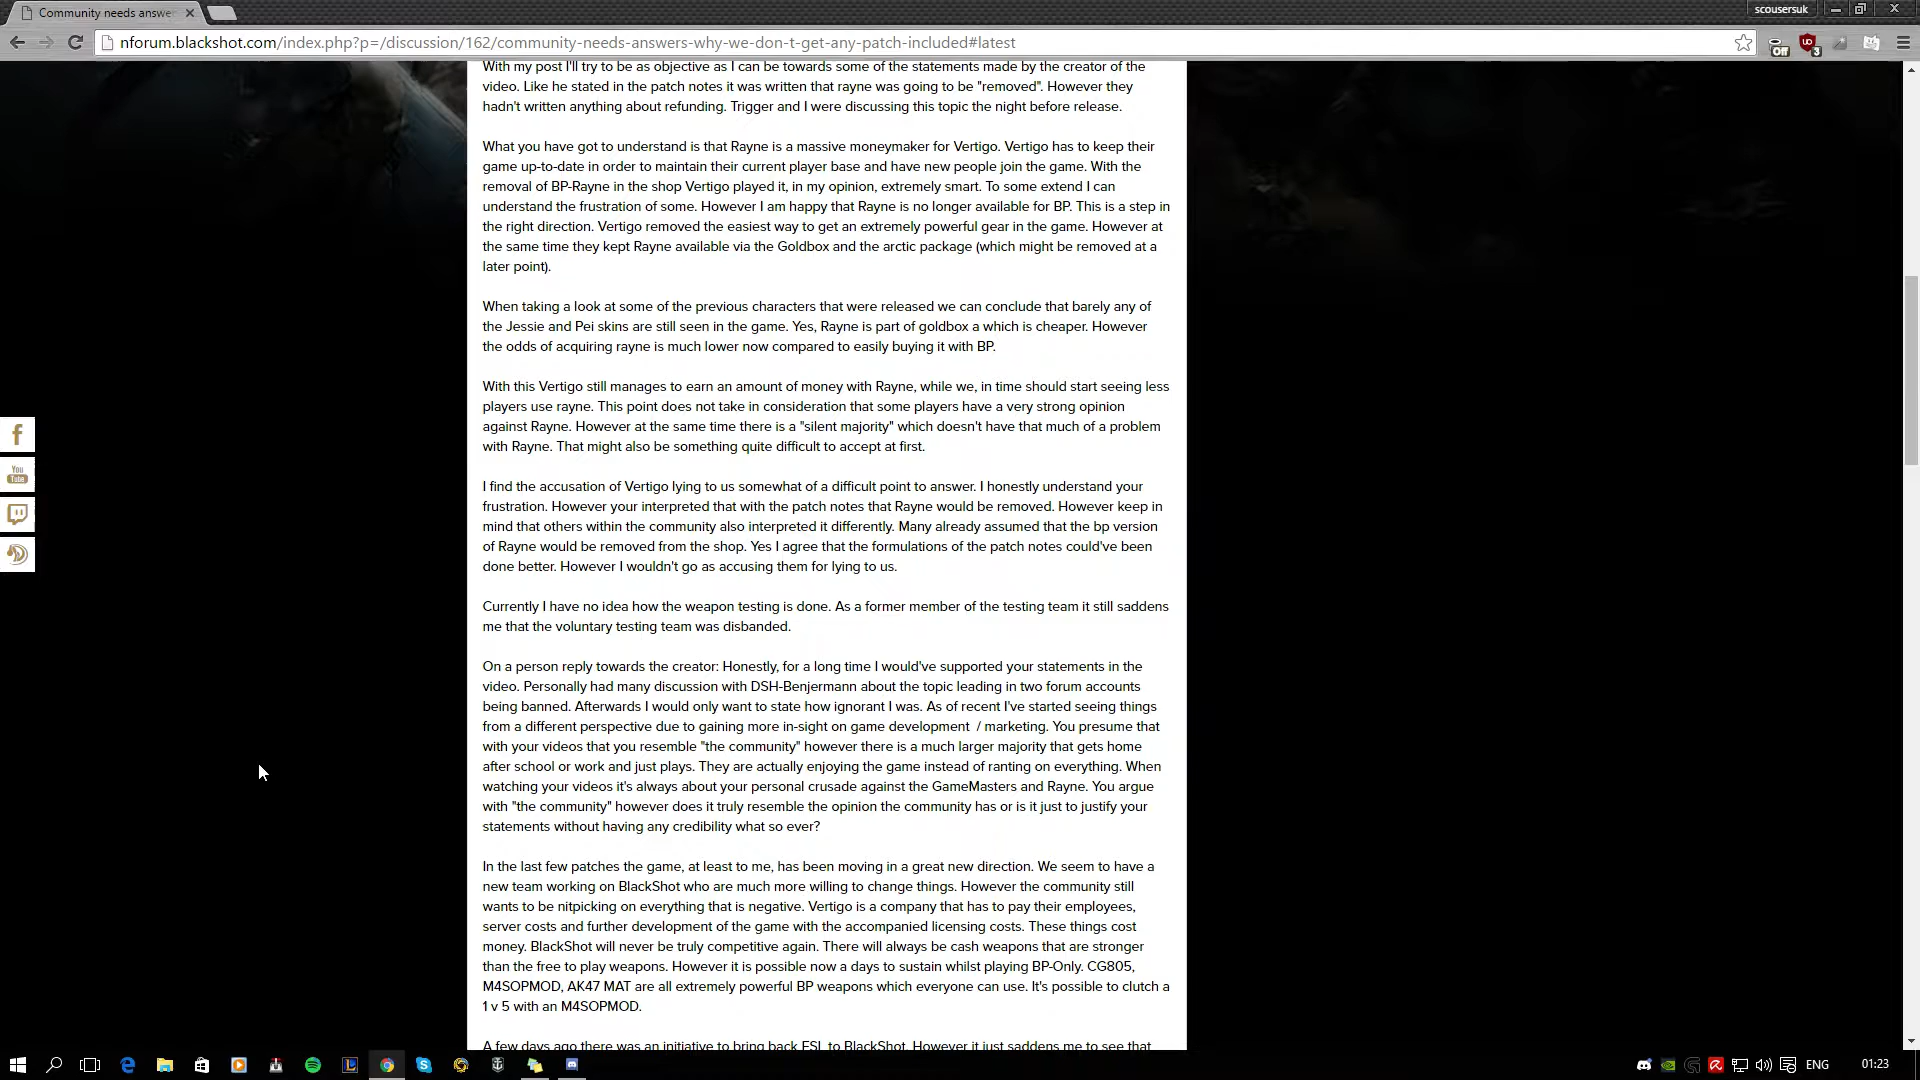 Community needs answe
scousersuk
nforum.blackshot.com/index.php?p=/discussion/162/community-needs-answers-why-we-don-t-get-any-patch-included#latest
Off
3
With my post I'll try to be as objective as I can be towards some of the statements made by the creator of the
video. Like he stated in the patch notes it was written that rayne was going to be "removed". However they
hadn't written anything about refunding. Trigger and I were discussing this topic the night before release.
What you have got to understand is that Rayne is a massive moneymaker for Vertigo. Vertigo has to keep their
game up-to-date in order to maintain their current player base and have new people join the game. With the
removal of BP-Rayne in the shop Vertigo played it, in my opinion, extremely smart. To some extend I can
understand the frustration of some. However I am happy that Rayne is no longer available for BP. This is a step in
the right direction. Vertigo removed the easiest way to get an extremely powerful gear in the game. However at
the same time they kept Rayne available via the Goldbox and the arctic package (which might be removed at a
later point).
When taking a look at some of the previous characters that were released we can conclude that barely any of
the Jessie and Pei skins are still seen in the game. Yes, Rayne is part of goldbox a which is cheaper. However
the odds of acquiring rayne is much lower now compared to easily buying it with BP.
With this Vertigo still manages to earn an amount of money with Rayne, while we, in time should start seeing less
players use rayne. This point does not take in consideration that some players have a very strong opinion
against Rayne. However at the same time there is a "silent majority" which doesn't have that much of a problem
with Rayne. That might also be something quite difficult to accept at first.
You
Tube
I find the accusation of Vertigo lying to us somewhat of a difficult point to answer. I honestly understand your
frustration. However your interpreted that with the patch notes that Rayne would be removed. However keep in
mind that others within the community also interpreted it differently. Many already assumed that the bp version
of Rayne would be removed from the shop. Yes I agree that the formulations of the patch notes could've been
done better. However I wouldn't go as accusing them for lying to us.
Currently I have no idea how the weapon testing is done. As a former member of the testing team it still saddens
me that the voluntary testing team was disbanded.
On a person reply towards the creator: Honestly, for a long time I would've supported your statements in the
video. Personally had many discussion with DSH-Benjermann about the topic leading in two forum accounts
being banned. Afterwards I would only want to state how ignorant I was. As of recent I've started seeing things
from a different perspective due to gaining more in-sight on game development / marketing. You presume that
with your videos that you resemble "the community" however there is a much larger majority that gets home
after school or work and just plays. They are actually enjoying the game instead of ranting on everything. When
watching your videos it's always about your personal crusade against the GameMasters and Rayne. You argue
with "the community" however does it truly resemble the opinion the community has or is it just to justify your
statements without having any credibility what so ever?
In the last few patches the game, at least to me, has been moving in a great new direction. We seem to have a
new team working on BlackShot who are much more willing to change things. However the community still
wants to be nitpicking on everything that is negative. Vertigo is a company that has to pay their employees,
server costs and further development of the game with the accompanied licensing costs. These things cost
money. BlackShot will never be truly competitive again. There will always be cash weapons that are stronger
than the free to play weapons. However it is possible now a days to sustain whilst playing BP-Only. CG805,
M4SOPMOD, AK47 MAT are all extremely powerful BP weapons which everyone can use. It's possible to clutch a
1 v 5 with an M4SOPMOD.
A few days ago there was an initiative to bring back ESL to BlackShot. However it just saddens me to see that
ENG
01:23